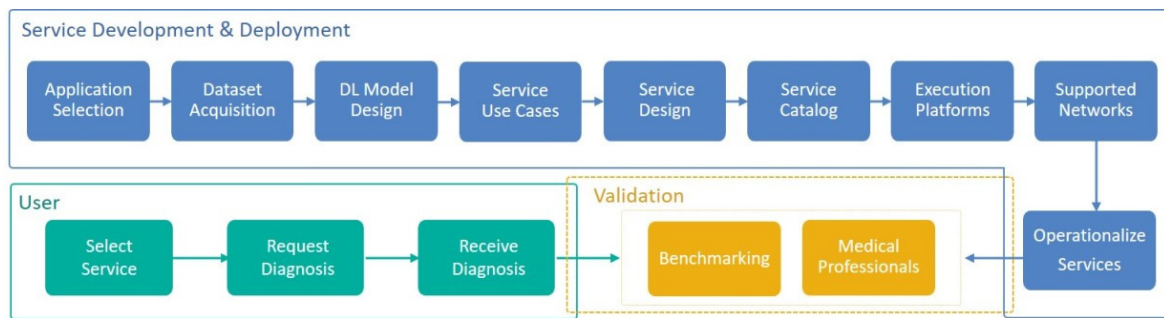 Service Development & Deployment
Application
Selection
Dataset
Acquisition
DL Model
Design
Service
Use Cases
Service
Design
Service
Catalog
Execution
Platforms
Supported
Networks
User
Select
Service
Request
Diagnosis
Receive
Diagnosis
Validation
Benchmarking
Medical
Professionals
Operationalize
Services